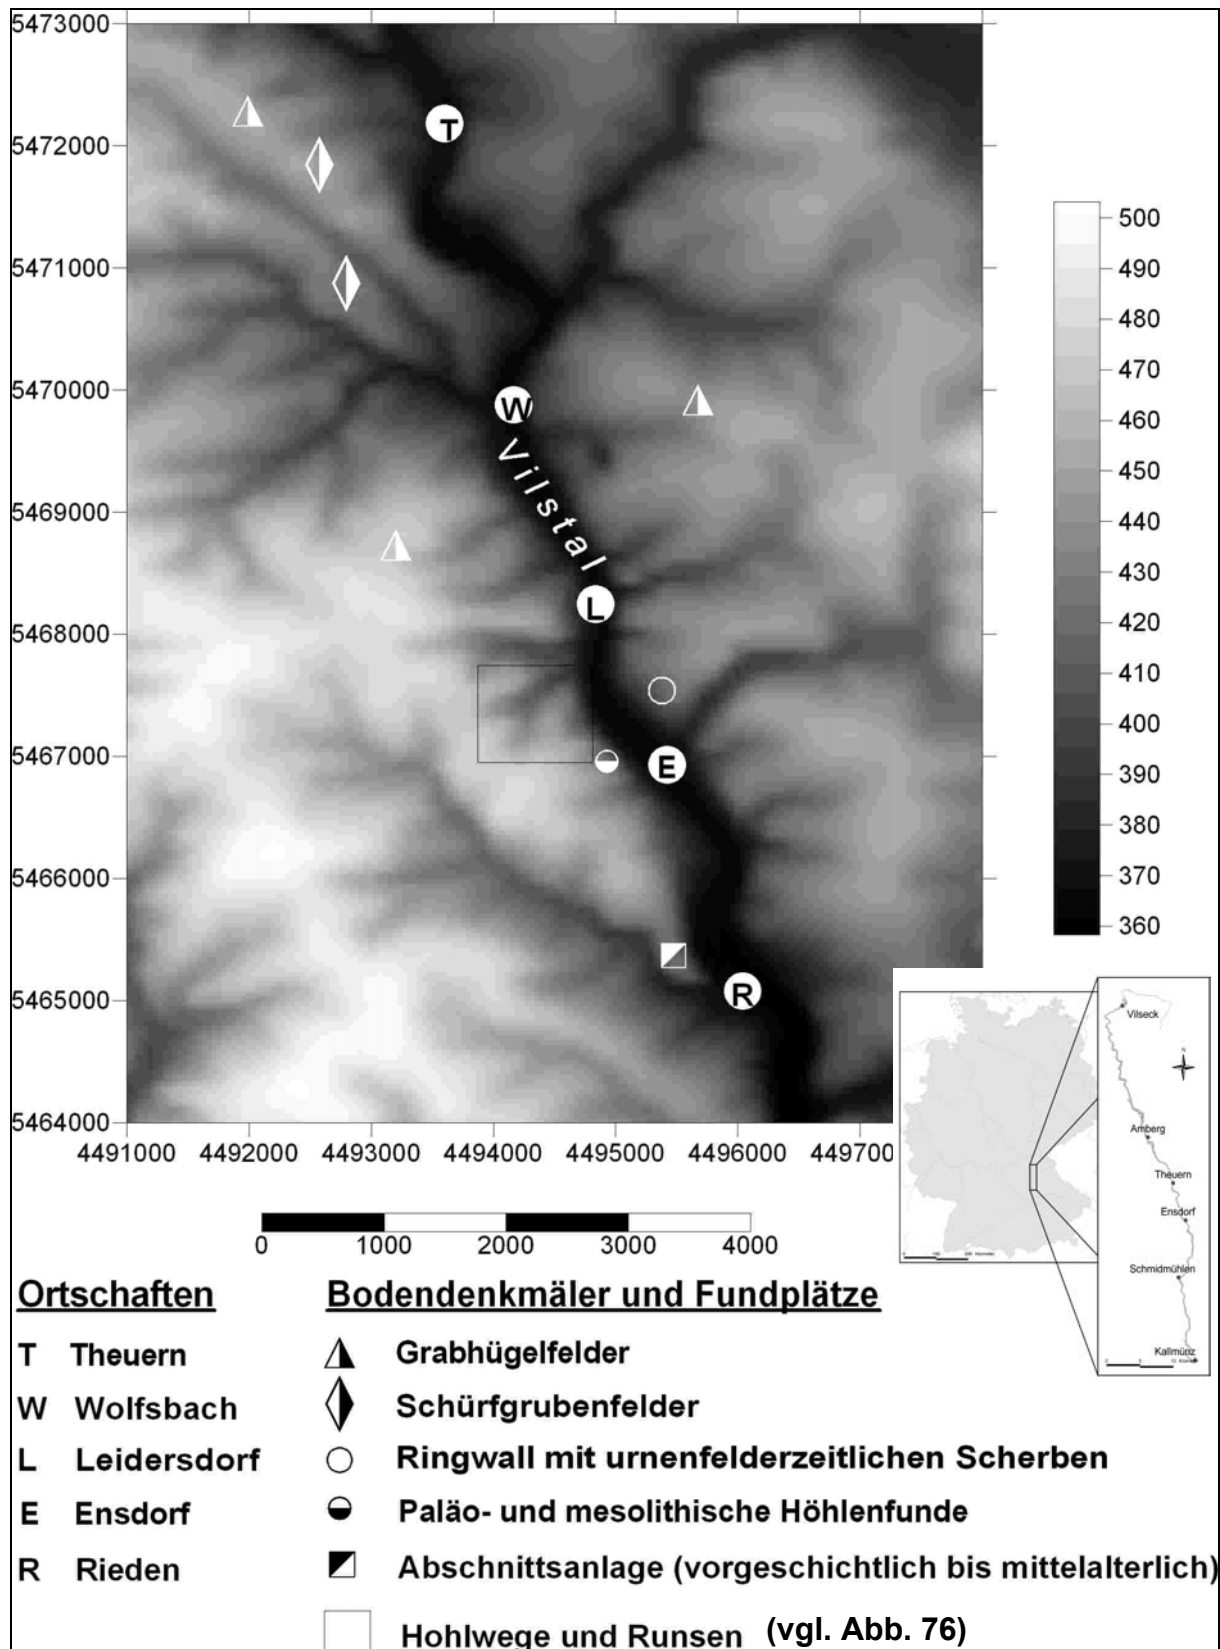 5473000
5472000
5471000
5470000
5469000
5468000
5467000
5466000
5465000
5464000
4491000 4492000 4493000 4494000 4495000 4496000 44970
T
W
Vilstal
L
E
R
500
490
480
470
460
450
440
430
420
410
400
390
380
370
360
Vilseck
N
Amberg
Theuern
Ensdorf
Schmidmühlen
Kallmünz
0 1000 2000 3000 4000
Ortschaften
T Theuern
W Wolfsbach
L Leidersdorf
E Ensdorf
R Rieden
Bodendenkmäler und Fundplätze
Grabhügelfelder
Schürfgrubenfelder
Ringwall mit urnenfelderzeitlichen Scherben
Paläo- und mesolithische Höhlenfunde
Abschnittsanlage (vorgeschichtlich bis mittelalterlich)
Hohlwege und Runsen (vgl. Abb. 76)